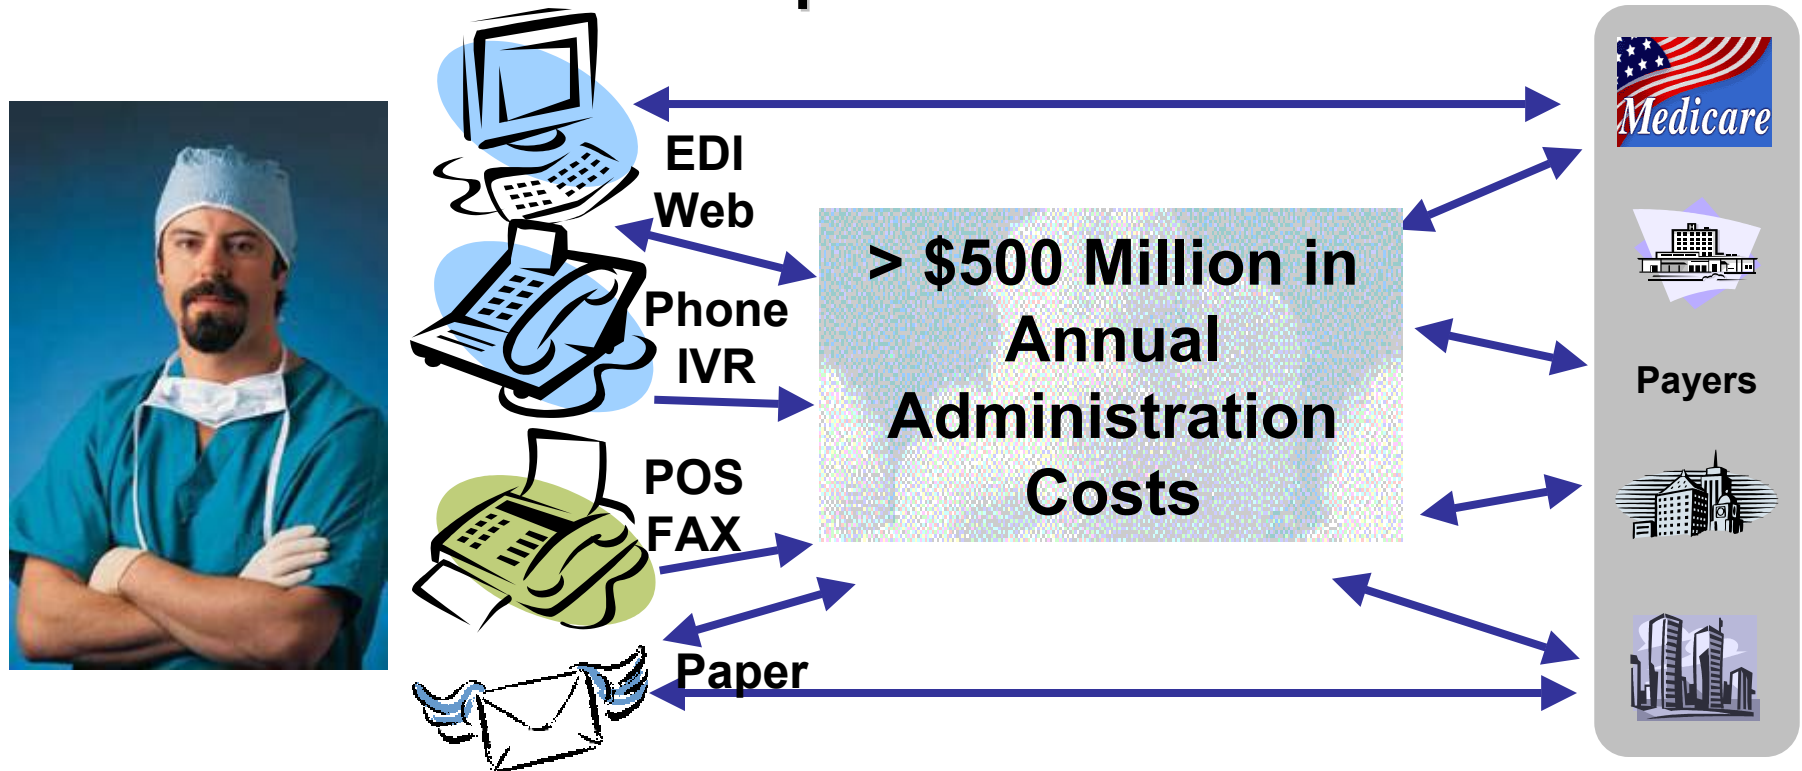 EDI
Web
Phone
IVR
POS
FAX
Paper
> $500 Million in
Annual
Administration
Costs
Medicare
Payers